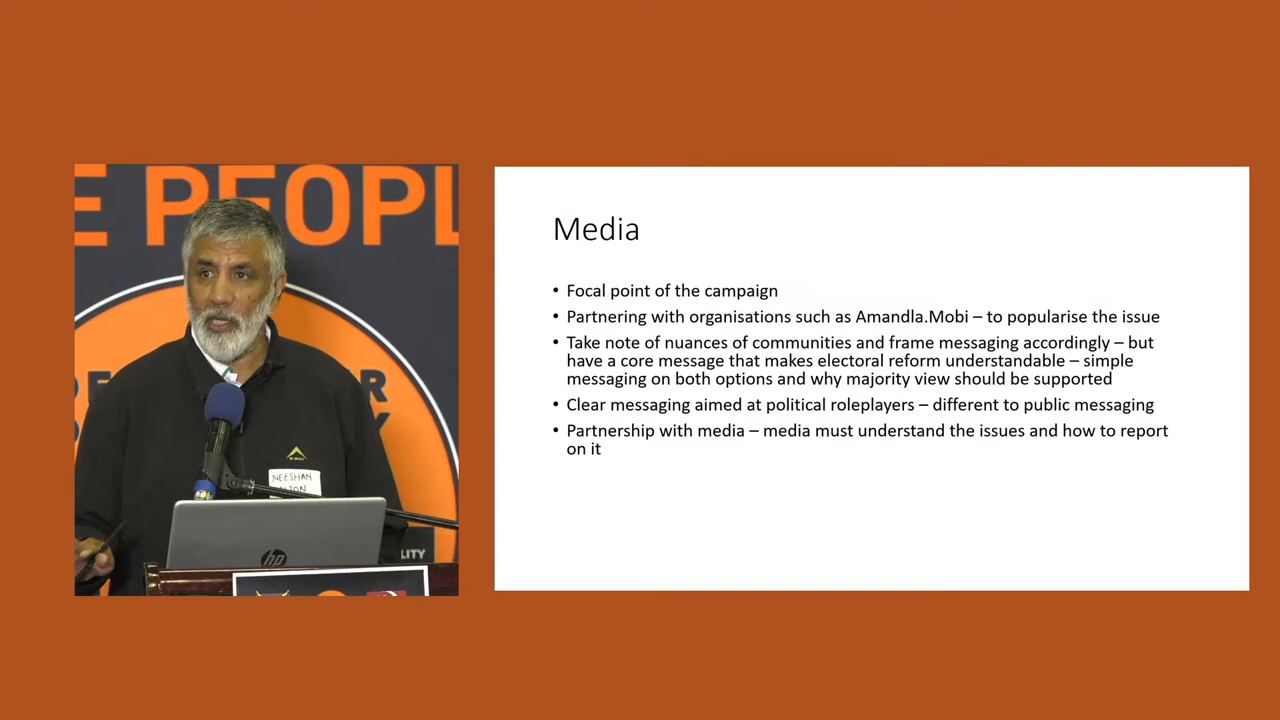 E PEOPL
R
NEESHAN
hp
LITY
Media
• Focal point of the campaign
• Partnering with organisations such as Amandla.Mobi – to popularise the issue
• Take note of nuances of communities and frame messaging accordingly – but
have a core message that makes electoral reform understandable – simple
messaging on both options and why majority view should be supported
• Clear messaging aimed at political roleplayers – different to public messaging
• Partnership with media – media must understand the issues and how to report
on it